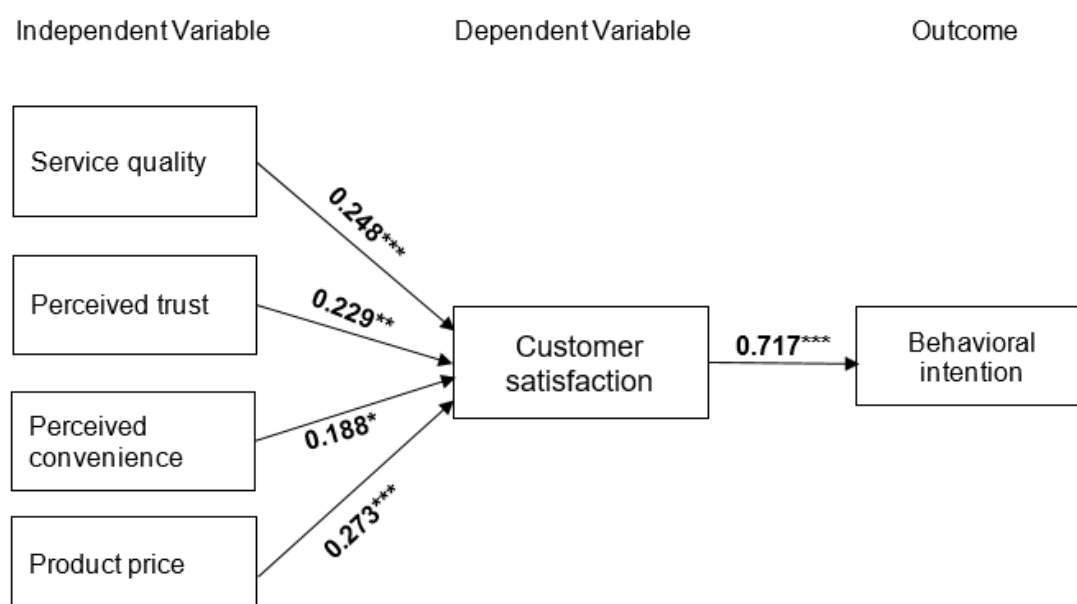 Independent Variable
Dependent Variable
Outcome
Service quality
0.248***
Perceived trust
0.229**
Customer
satisfaction
0.717***
Behavioral
intention
Perceived
convenience
0.188*
Product price
0.273***